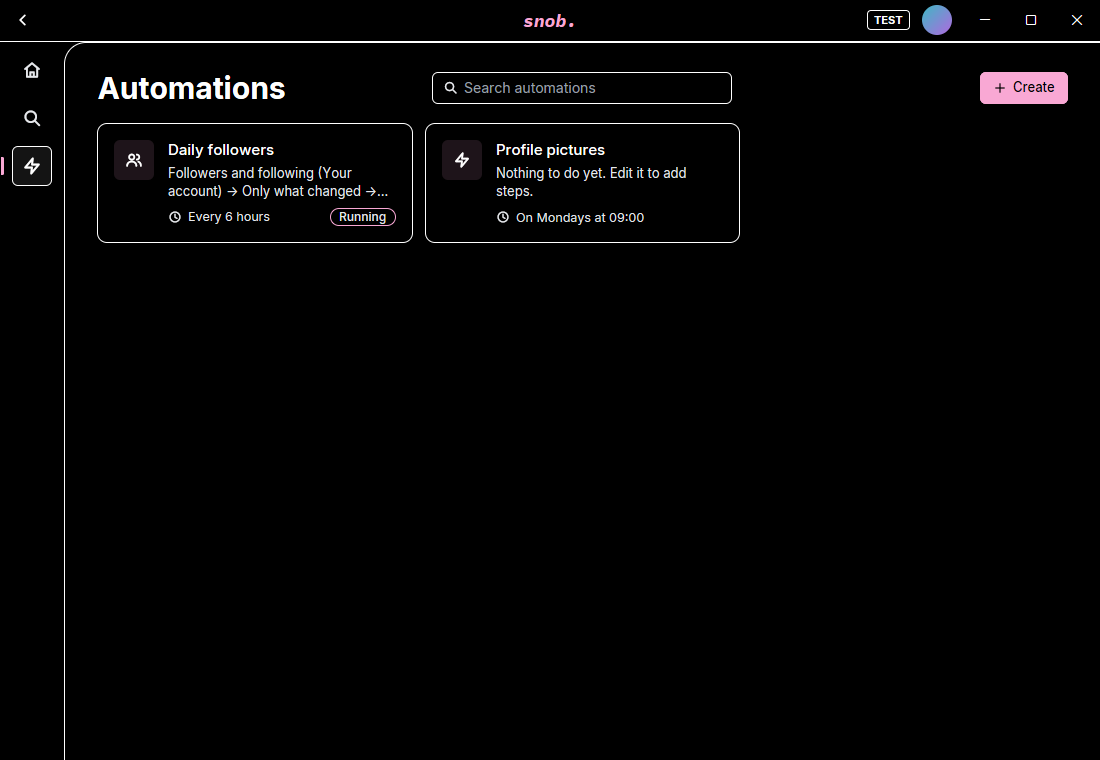 snob.
TEST
Automations
Search automations
Create
Daily followers
Followers and following (Your
account) → Only what changed →...
Every 6 hours
Running
Profile pictures
Nothing to do yet. Edit it to add
steps.
On Mondays at 09:00